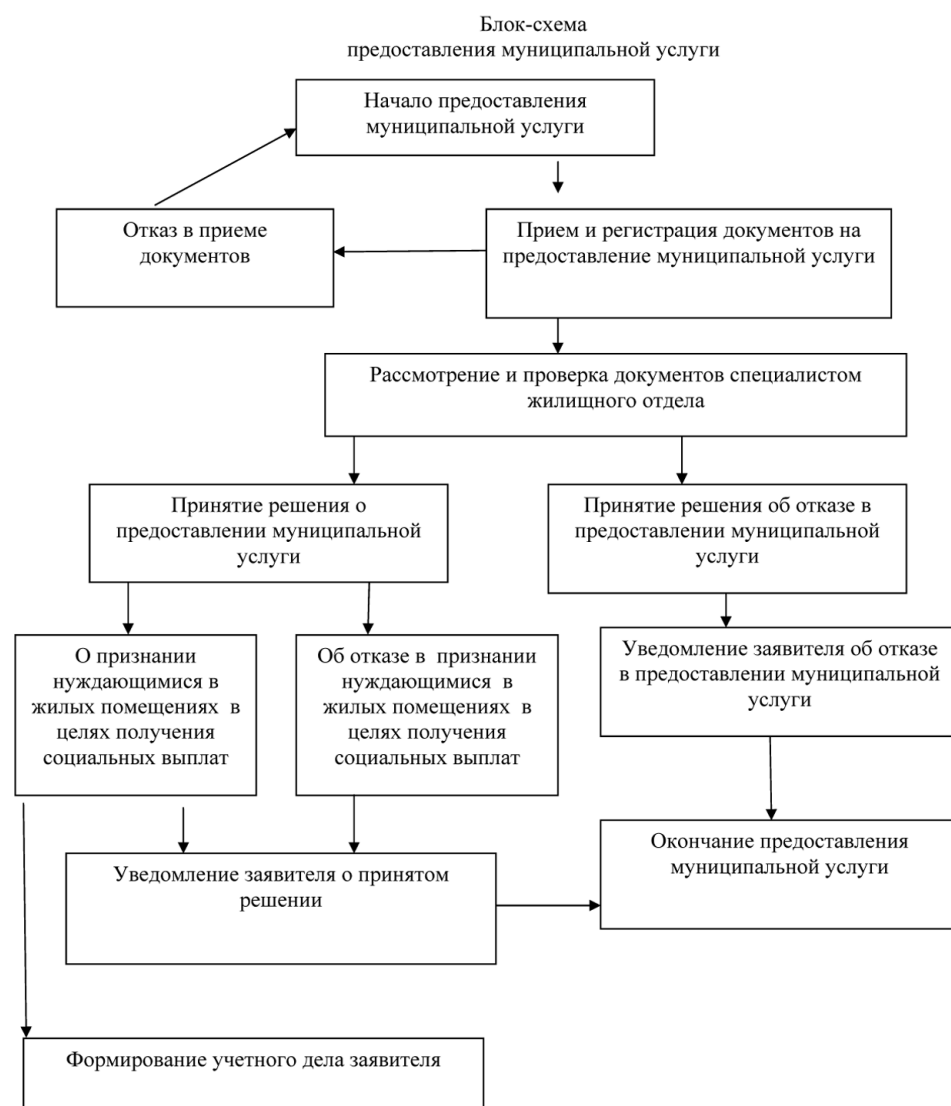 Блок-схема
предоставления муниципальной услуги
Начало предоставления
муниципальной услуги
Отказ в приеме
документов
Прием и регистрация документов на
предоставление муниципальной услуги
Рассмотрение и проверка документов специалистом
жилищного отдела
Принятие решения о
предоставлении муниципальной
услуги
Принятие решения об отказе в
предоставлении муниципальной
услуги
О признании
нуждающимися в
жилых помещениях в
целях получения
социальных выплат
Об отказе в признании
нуждающимися в
жилых помещениях в
целях получения
социальных выплат
Уведомление заявителя об отказе
в предоставлении муниципальной
услуги
Уведомление заявителя о принятом
решении
Окончание предоставления
муниципальной услуги
Формирование учетного дела заявителя